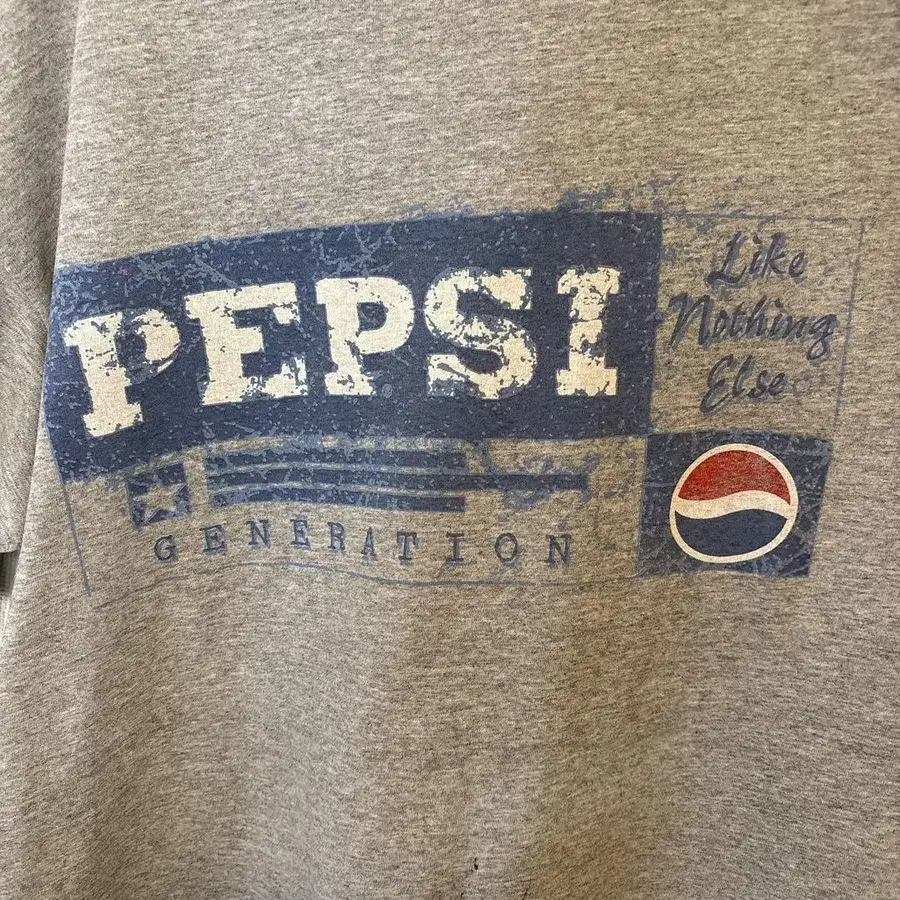 PEPSI
Like
Nothing
Else
GENERATION